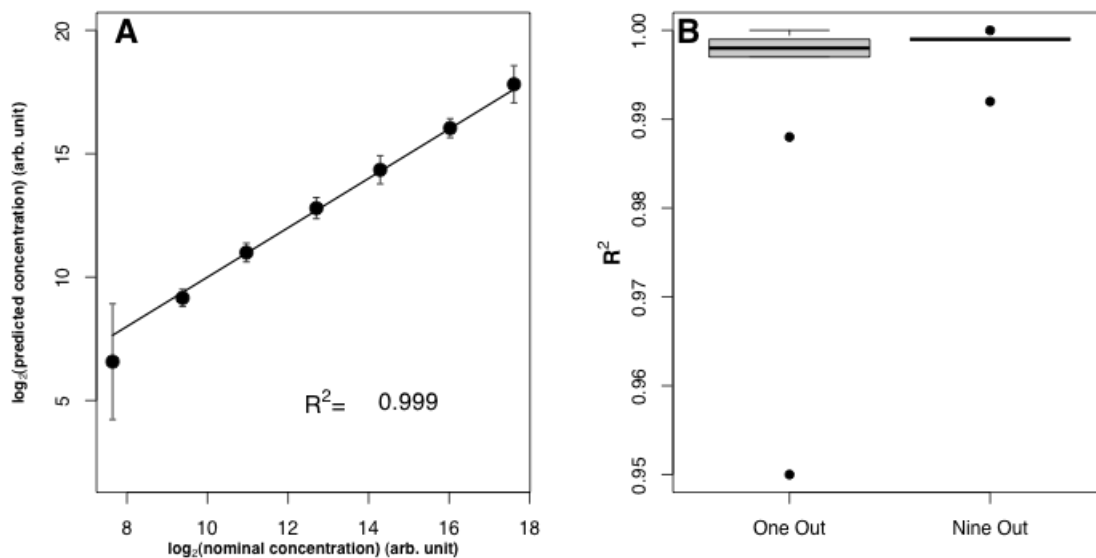 A
20
15
10
5
log₂(predicted concentration) (arb. unit)
R²= 0.999
8 10 12 14 16 18
log₂(nominal concentration) (arb. unit)
B
1.00
0.99
0.98
0.97
0.96
0.95
R²
One Out Nine Out